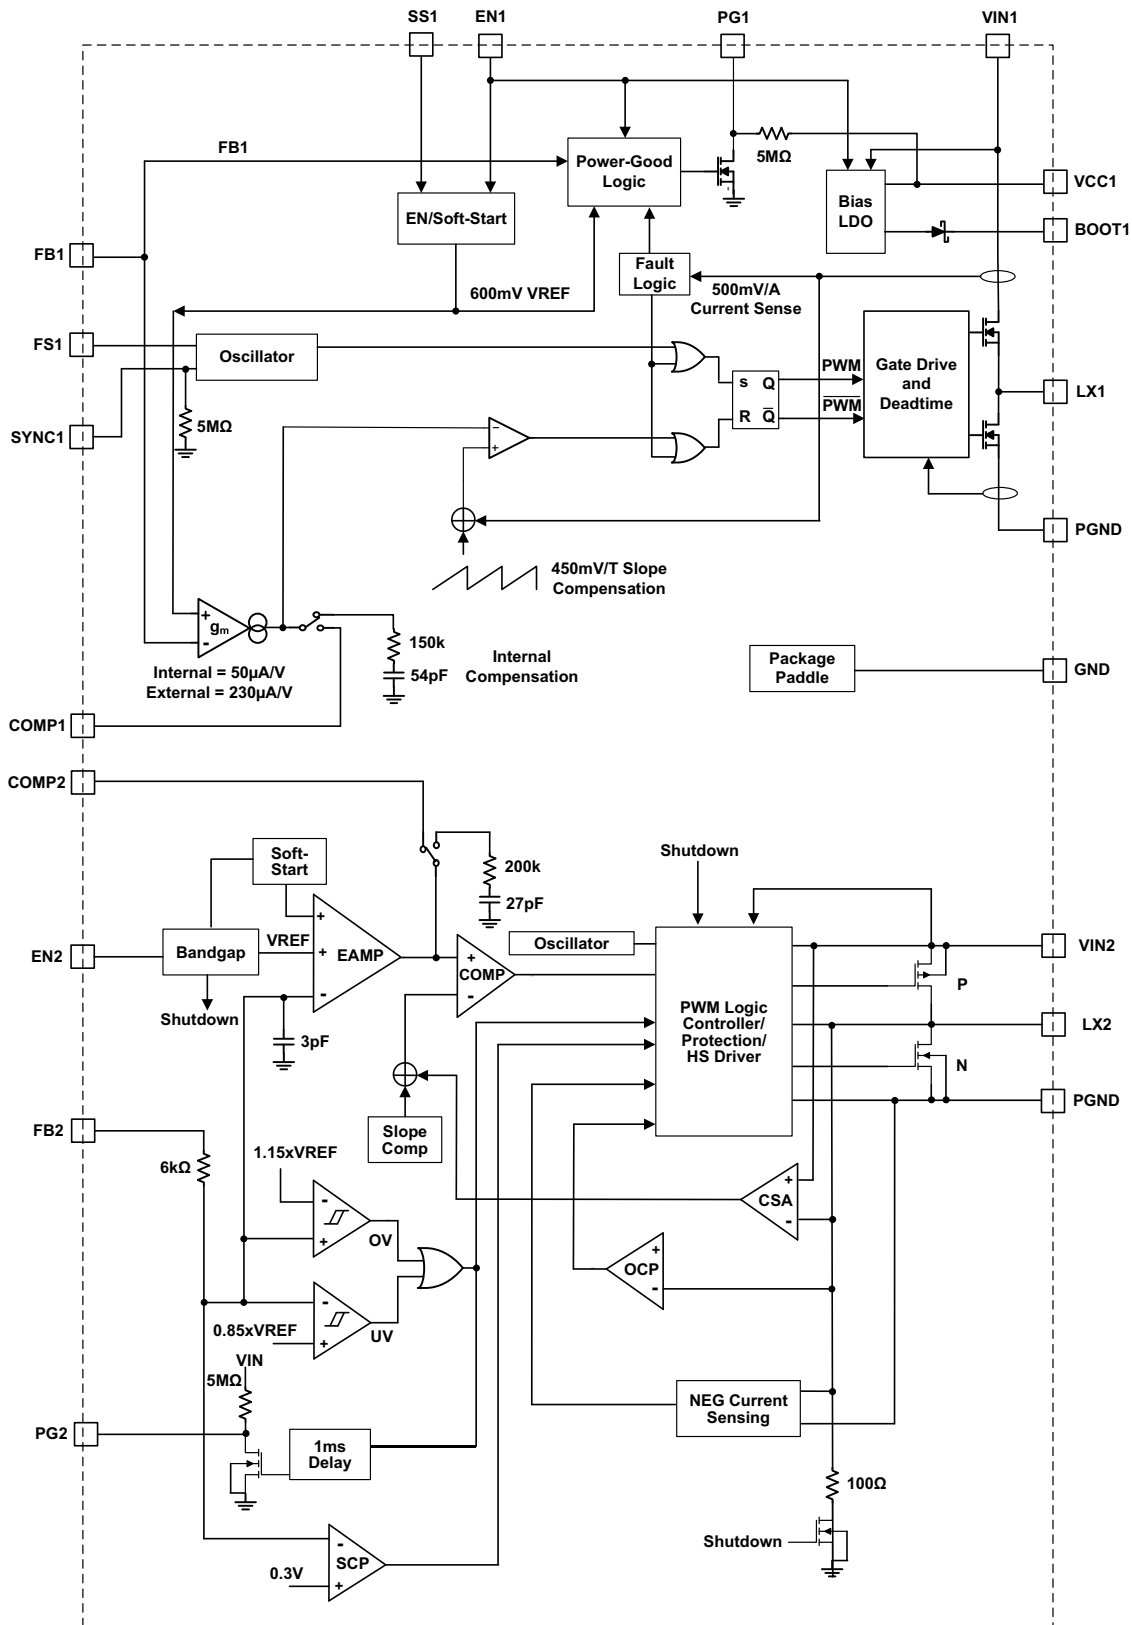 SS1
EN1
PG1
VIN1
FB1
Power-Good
Logic
5MΩ
VCC1
Bias
LDO
BOOT1
EN/Soft-Start
FB1
Fault
Logic
500mV/A
Current Sense
600mV VREF
FS1
Oscillator
S Q
R Q̅
PWM
P̅W̅M̅
Gate Drive
and
Deadtime
LX1
SYNC1
5MΩ
−
+
PGND
450mV/T Slope
Compensation
+
gm
-
150k
54pF
Internal
Compensation
Internal = 50µA/V
External = 230µA/V
Package
Paddle
GND
COMP1
COMP2
Soft-
Start
200k
27pF
Shutdown
EN2
Bandgap
VREF
+
+
-
EAMP
+
-
COMP
Oscillator
VIN2
P
Shutdown
3pF
PWM Logic
Controller/
Protection/
HS Driver
LX2
N
PGND
FB2
Slope
Comp
6kΩ
1.15xVREF
-
+
OV
+
-
CSA
+
-
OCP
-
+
UV
0.85xVREF
VIN
5MΩ
PG2
1ms
Delay
NEG Current
Sensing
100Ω
Shutdown
-
+
SCP
0.3V